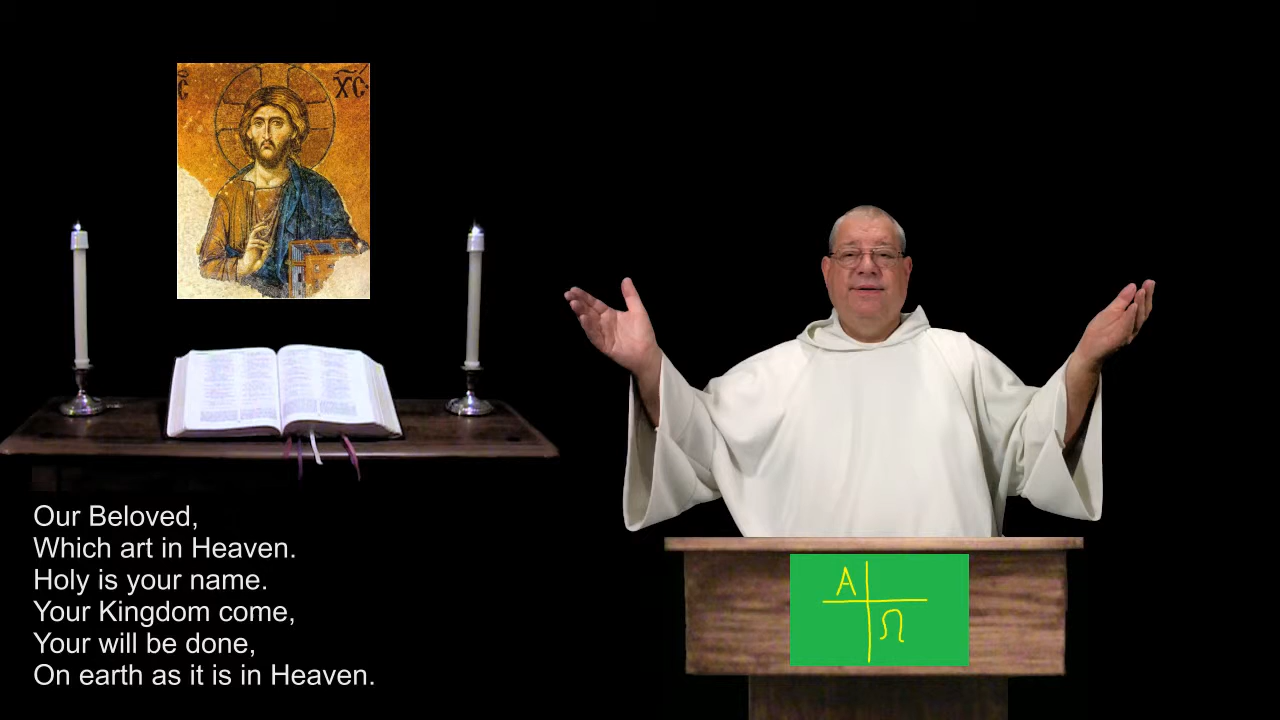 C̃ X̃C
Our Beloved,
Which art in Heaven.
Holy is your name.
Your Kingdom come,
Your will be done,
On earth as it is in Heaven.
A
Ω